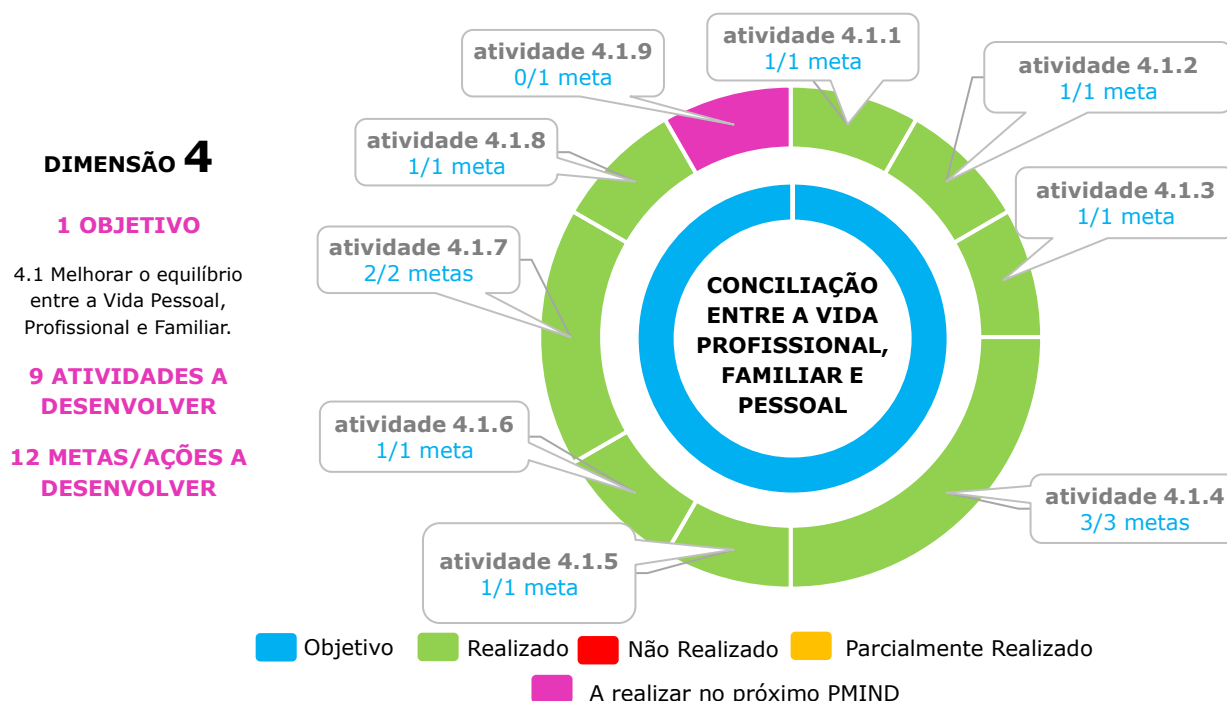 DIMENSÃO 4
1 OBJETIVO
4.1 Melhorar o equilíbrio
entre a Vida Pessoal,
Profissional e Familiar.
9 ATIVIDADES A
DESENVOLVER
12 METAS/AÇÕES A
DESENVOLVER
atividade 4.1.1
1/1 meta
atividade 4.1.2
1/1 meta
atividade 4.1.3
1/1 meta
atividade 4.1.4
3/3 metas
atividade 4.1.5
1/1 meta
atividade 4.1.6
1/1 meta
atividade 4.1.7
2/2 metas
atividade 4.1.8
1/1 meta
atividade 4.1.9
0/1 meta
CONCILIAÇÃO
ENTRE A VIDA
PROFISSIONAL,
FAMILIAR E
PESSOAL
Objetivo
Realizado
Não Realizado
Parcialmente Realizado
A realizar no próximo PMIND